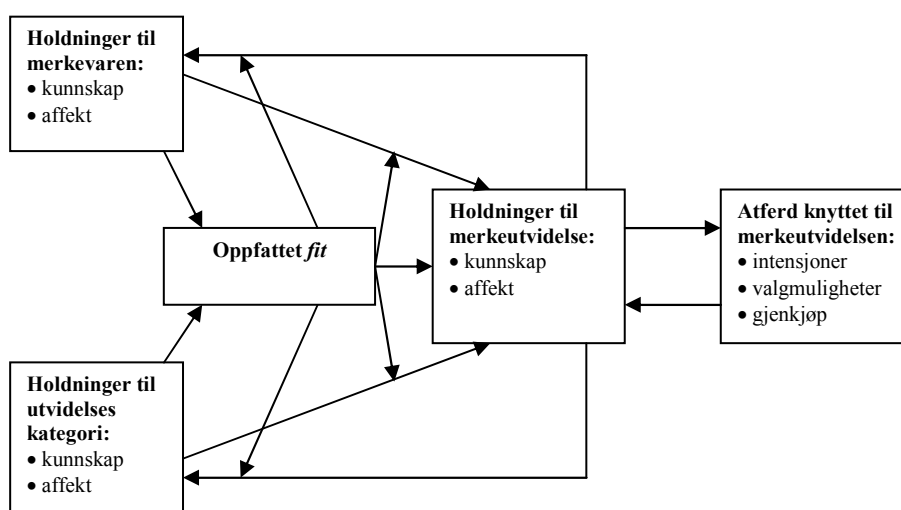 Holdninger til
merkevaren:
• kunnskap
• affekt
Oppfattet fit
Holdninger til
utvidelses
kategori:
• kunnskap
• affekt
Holdninger til
merkeutvidelse:
• kunnskap
• affekt
Atferd knyttet til
merkeutvidelsen:
• intensjoner
• valgmuligheter
• gjenkjøp